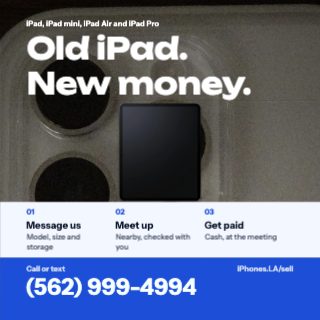 iPad, iPad mini, iPad Air and iPad Pro
Old iPad.
New money.
01
Message us
Model, size and
storage
02
Meet up
Nearby, checked with
you
03
Get paid
Cash, at the meeting
Call or text
(562) 999-4994
iPhones.LA/sell